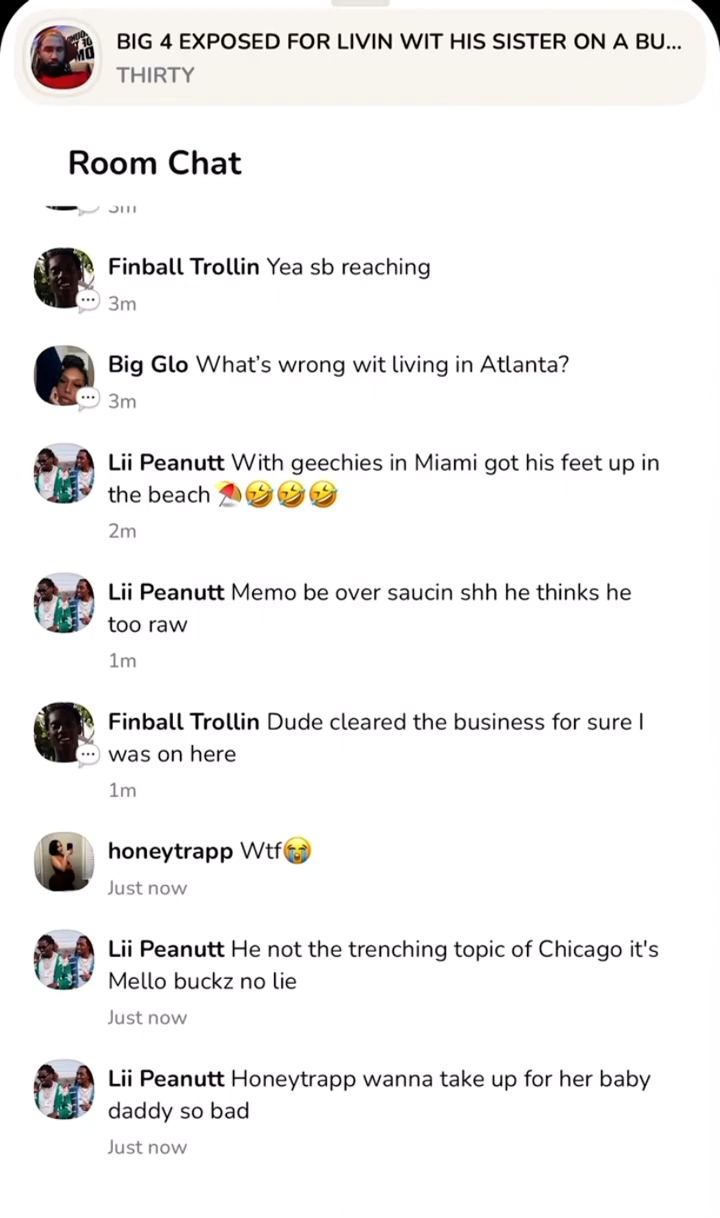 BIG 4 EXPOSED FOR LIVIN WIT HIS SISTER ON A BU...
THIRTY
Room Chat
3m
Finball Trollin Yea sb reaching
3m
Big Glo What’s wrong wit living in Atlanta?
3m
Lii Peanutt With geechies in Miami got his feet up in
the beach ⛱️🤣🤣🤣
2m
Lii Peanutt Memo be over saucin shh he thinks he
too raw
1m
Finball Trollin Dude cleared the business for sure I
was on here
1m
honeytrapp Wtf😭
Just now
Lii Peanutt He not the trenching topic of Chicago it's
Mello buckz no lie
Just now
Lii Peanutt Honeytrapp wanna take up for her baby
daddy so bad
Just now